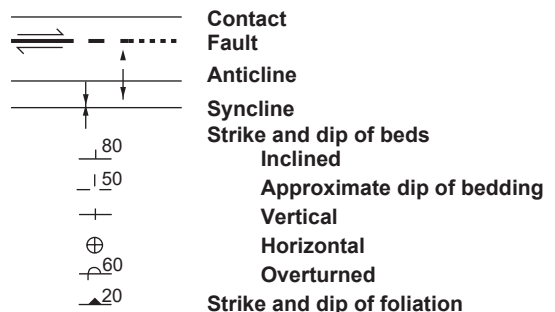 Contact
Fault
Anticline
Syncline
Strike and dip of beds
80 Inclined
50 Approximate dip of bedding
Vertical
Horizontal
60 Overturned
20 Strike and dip of foliation